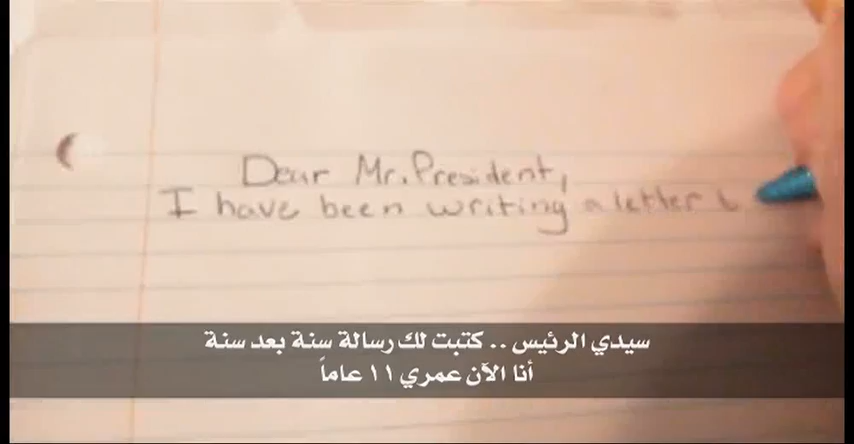 Dear Mr. President,
I have been writing a letter t
سيدي الرئيس .. كتبت لك رسالة سنة بعد سنة
أنا الآن عمري ١١ عاماً